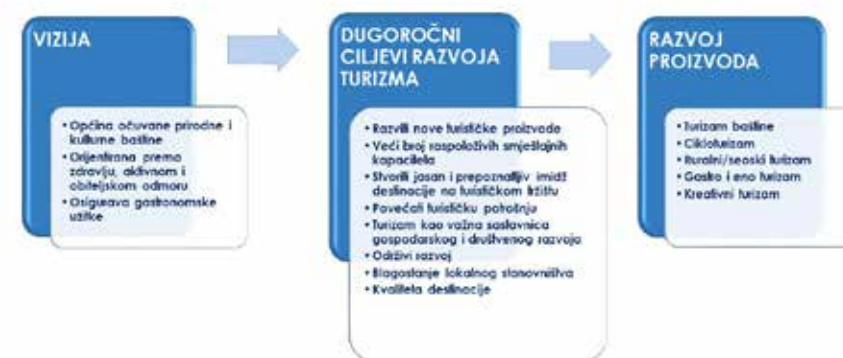 VIZIJA
• Općina očuvane prirodne i
kulturne baštine
• Orijentirana prema
zdravlju, aktivnom i
obiteljskom odmoru
• Osigurava gastronomske
užitke
DUGOROČNI
CILJEVI RAZVOJA
TURIZMA
• Razviti nove turističke proizvode
• Veći broj raspoloživih smještajnih
kapaciteta
• Stvoriti jasan i prepoznatljiv imidž
destinacije na turističkom tržištu
• Povećati turističku potrošnju
• Turizam kao važna sastavnica
gospodarskog i društvenog razvoja
• Održivi razvoj
• Blagostanje lokalnog stanovništva
• Kvaliteta destinacije
RAZVOJ
PROIZVODA
• Turizam baštine
• Cikloturizam
• Ruralni/seoski turizam
• Gastro i eno turizam
• Kreativni turizam